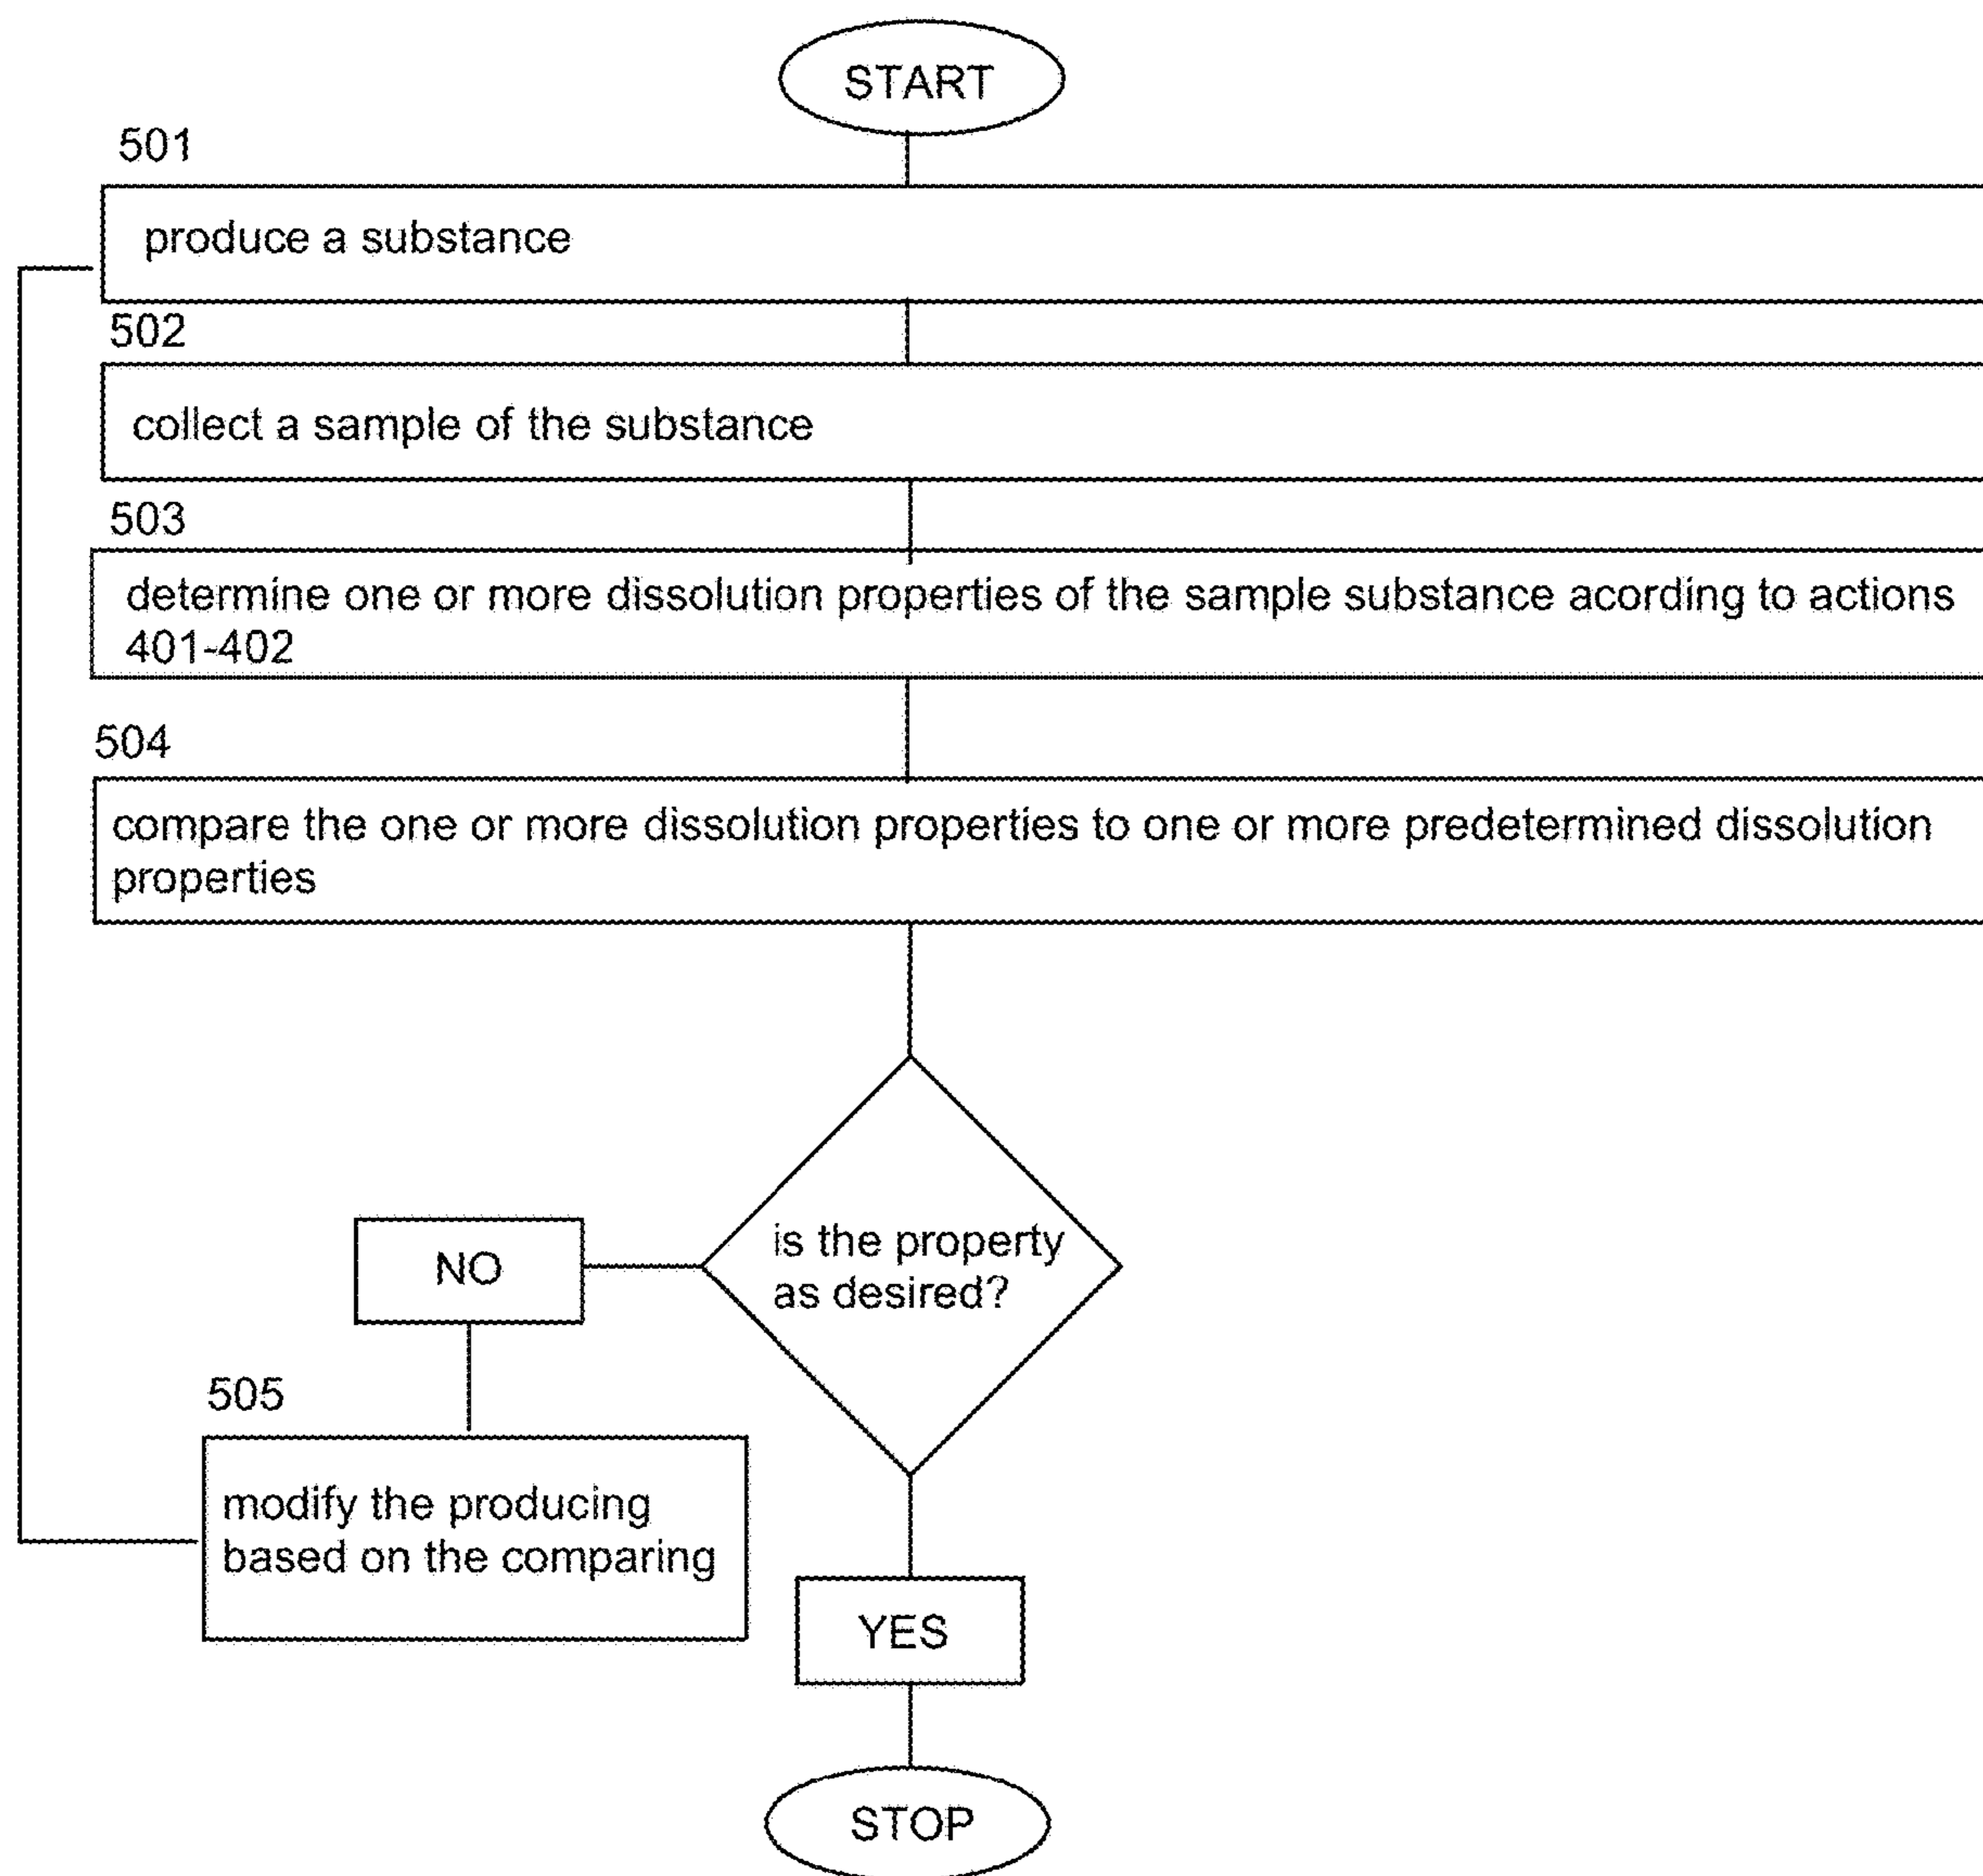 START
501
produce a substance
502
collect a sample of the substance
503
determine one or more dissolution properties of the sample substance acording to actions
401-402
504
compare the one or more dissolution properties to one or more predetermined dissolution
properties
is the property
as desired?
NO
505
modify the producing
based on the comparing
YES
STOP